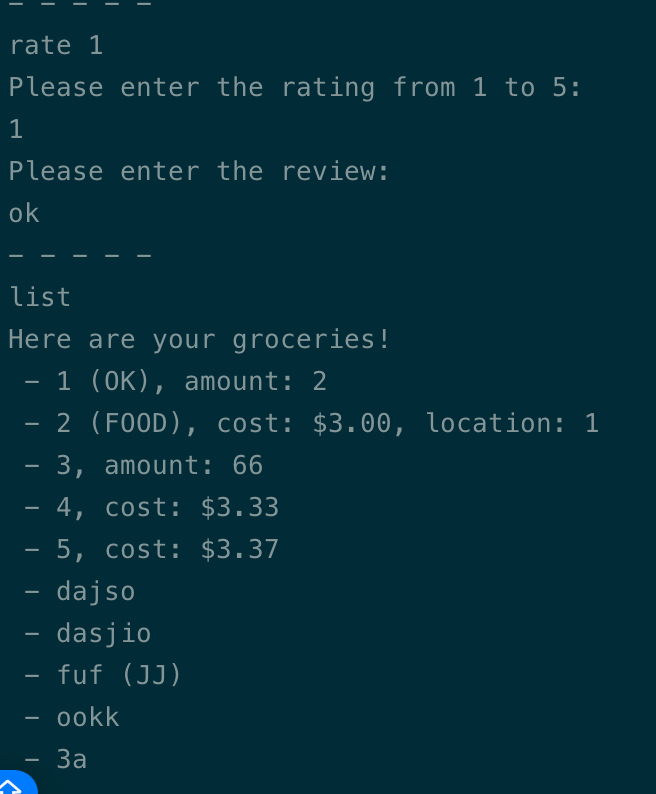 – – – – –
rate 1
Please enter the rating from 1 to 5:
1
Please enter the review:
ok
– – – – –
list
Here are your groceries!
– 1 (OK), amount: 2
– 2 (FOOD), cost: $3.00, location: 1
– 3, amount: 66
– 4, cost: $3.33
– 5, cost: $3.37
– dajso
– dasjio
– fuf (JJ)
– ookk
– 3a